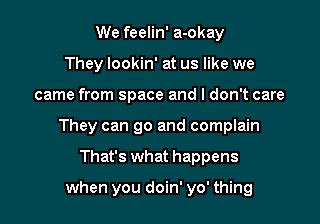 We feelin' a-okay
They lookin' at us like we
came from space and I don't care
They can go and complain
That's what happens
when you doin' yo' thing